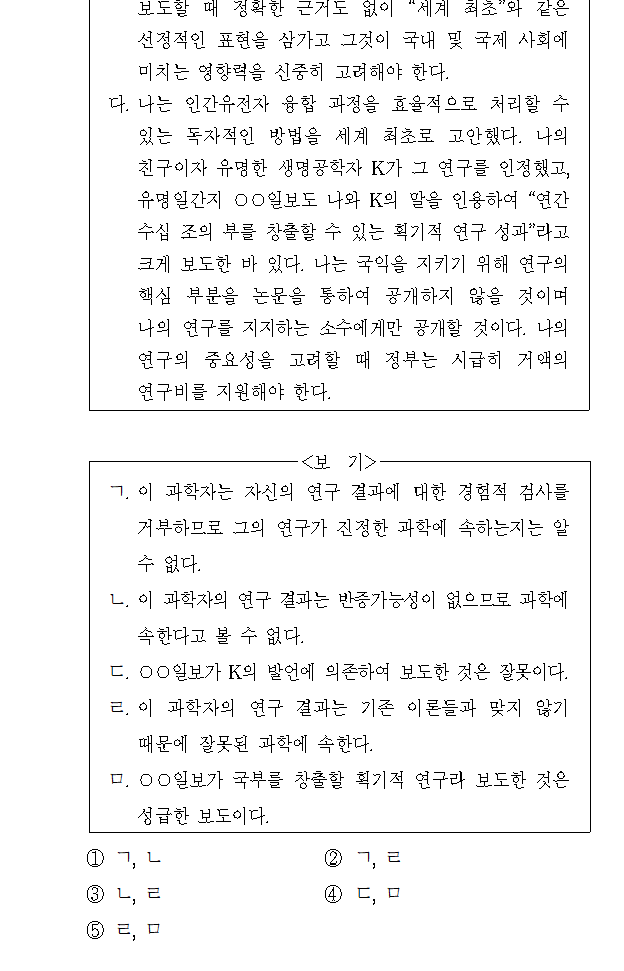 보도할 때 정확한 근거도 없이 “세계 최초”와 같은
선정적인 표현을 삼가고 그것이 국내 및 국제 사회에
미치는 영향력을 신중히 고려해야 한다.
다. 나는 인간유전자 융합 과정을 효율적으로 처리할 수
있는 독자적인 방법을 세계 최초로 고안했다. 나의
친구이자 유명한 생명공학자 K가 그 연구를 인정했고,
유명일간지 ○○일보도 나와 K의 말을 인용하여 “연간
수십 조의 부를 창출할 수 있는 획기적 연구 성과”라고
크게 보도한 바 있다. 나는 국익을 지키기 위해 연구의
핵심 부분을 논문을 통하여 공개하지 않을 것이며
나의 연구를 지지하는 소수에게만 공개할 것이다. 나의
연구의 중요성을 고려할 때 정부는 시급히 거액의
연구비를 지원해야 한다.
<보 기>
ㄱ. 이 과학자는 자신의 연구 결과에 대한 경험적 검사를
거부하므로 그의 연구가 진정한 과학에 속하는지는 알
수 없다.
ㄴ. 이 과학자의 연구 결과는 반증가능성이 없으므로 과학에
속한다고 볼 수 없다.
ㄷ. ○○일보가 K의 발언에 의존하여 보도한 것은 잘못이다.
ㄹ. 이 과학자의 연구 결과는 기존 이론들과 맞지 않기
때문에 잘못된 과학에 속한다.
ㅁ. ○○일보가 국부를 창출할 획기적 연구라 보도한 것은
성급한 보도이다.
① ㄱ, ㄴ ② ㄱ, ㄹ
③ ㄴ, ㄹ ④ ㄷ, ㅁ
⑤ ㄹ, ㅁ